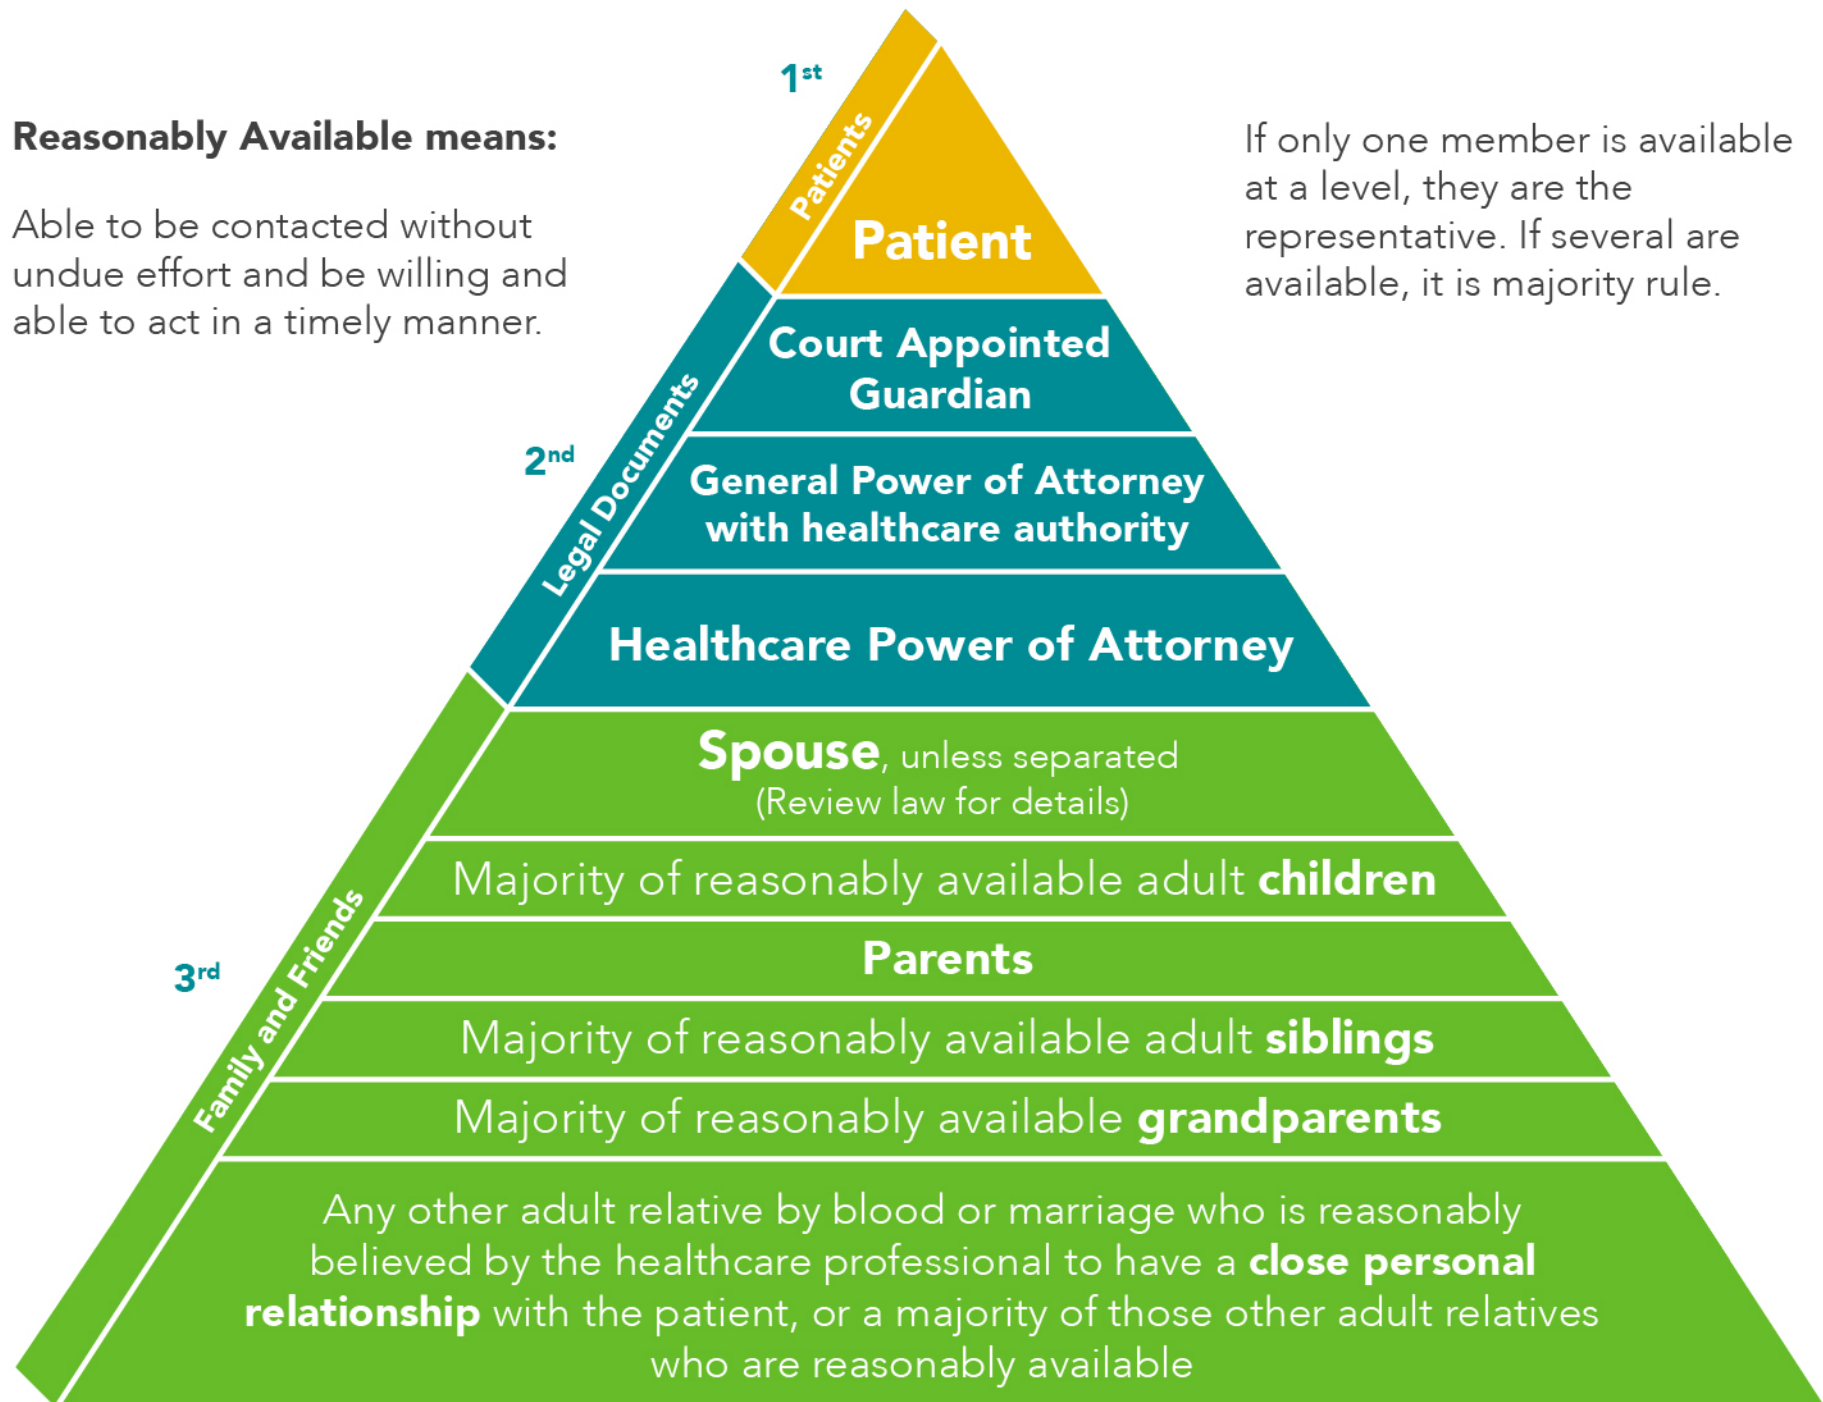 1st
Patients
Patient
Reasonably Available means:
Able to be contacted without
undue effort and be willing and
able to act in a timely manner.
If only one member is available
at a level, they are the
representative. If several are
available, it is majority rule.
2nd
Legal Documents
Court Appointed
Guardian
General Power of Attorney
with healthcare authority
Healthcare Power of Attorney
3rd
Family and Friends
Spouse, unless separated
(Review law for details)
Majority of reasonably available adult children
Parents
Majority of reasonably available adult siblings
Majority of reasonably available grandparents
Any other adult relative by blood or marriage who is reasonably
believed by the healthcare professional to have a close personal
relationship with the patient, or a majority of those other adult relatives
who are reasonably available